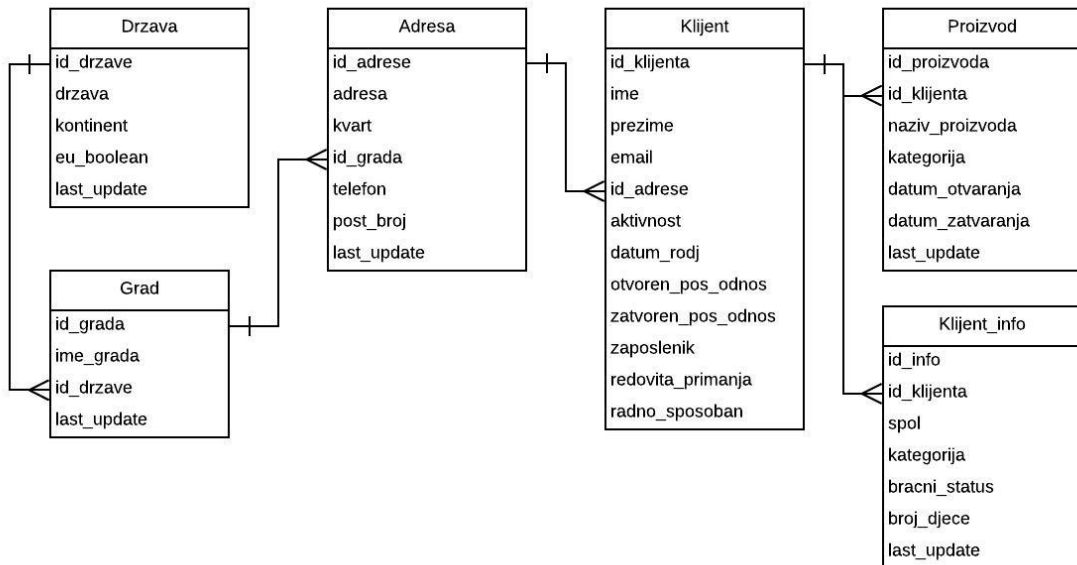 Drzava
id_drzave
drzava
kontinent
eu_boolean
last_update
Grad
id_grada
ime_grada
id_drzave
last_update
Adresa
id_adrese
adresa
kvart
id_grada
telefon
post_broj
last_update
Klijent
id_klijenta
ime
prezime
email
id_adrese
aktivnost
datum_rodj
otvoren_pos_odnos
zatvoren_pos_odnos
zaposlenik
redovita_primanja
radno_sposoban
Proizvod
id_proizvoda
id_klijenta
naziv_proizvoda
kategorija
datum_otvaranja
datum_zatvaranja
last_update
Klijent_info
id_info
id_klijenta
spol
kategorija
bracni_status
broj_djece
last_update